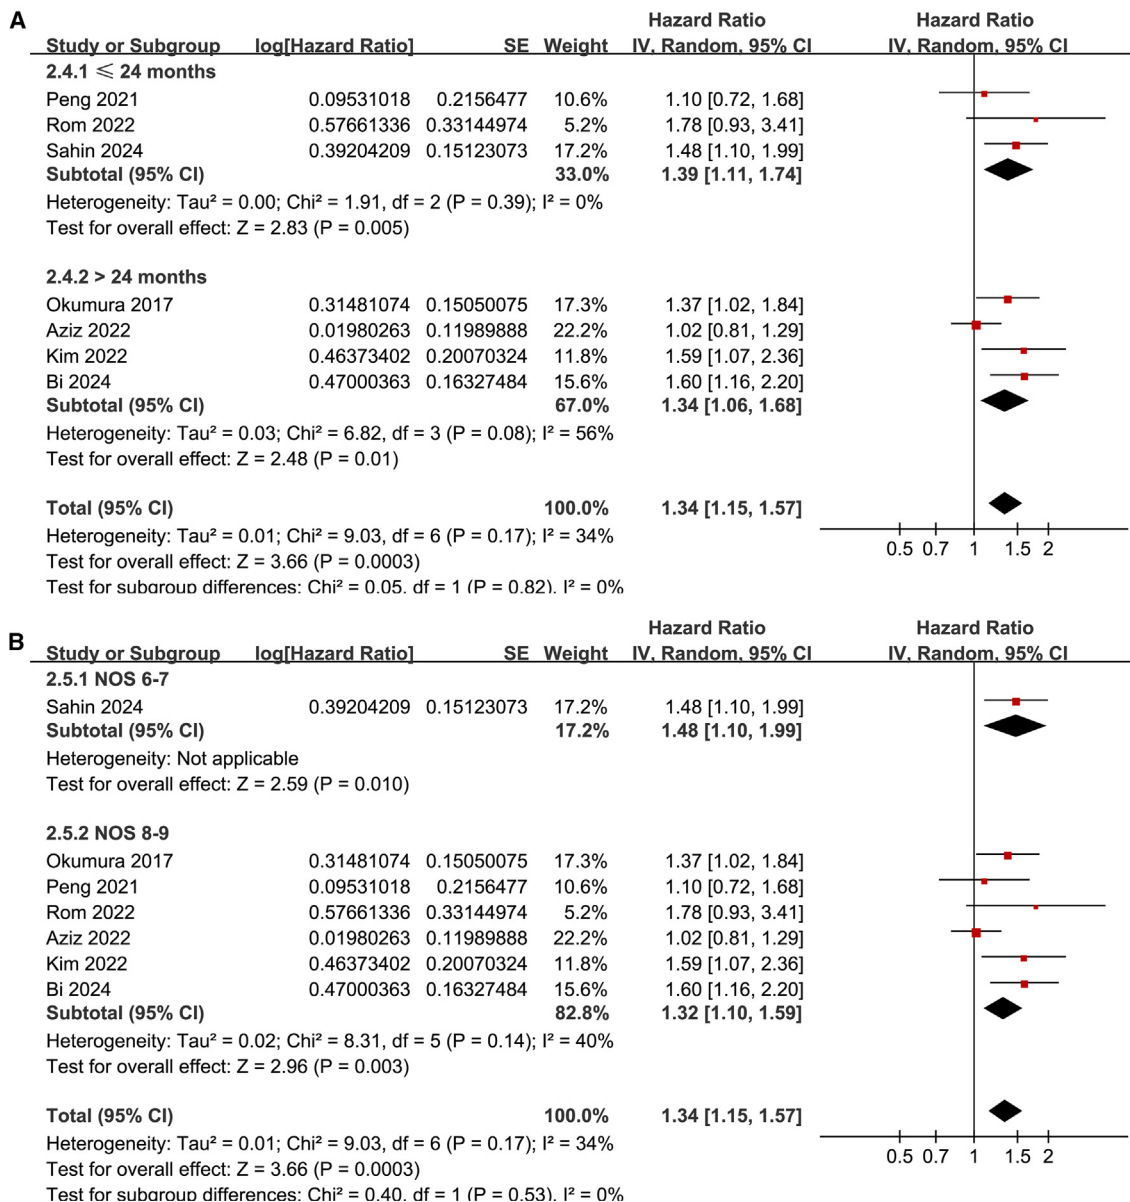 A
Hazard Ratio Hazard Ratio
Study or Subgroup log[Hazard Ratio] SE Weight IV, Random, 95% CI IV, Random, 95% CI
2.4.1 ⩽ 24 months
Peng 2021 0.09531018 0.2156477 10.6% 1.10 [0.72, 1.68]
Rom 2022 0.57661336 0.33144974 5.2% 1.78 [0.93, 3.41]
Sahin 2024 0.39204209 0.15123073 17.2% 1.48 [1.10, 1.99]
Subtotal (95% CI) 33.0% 1.39 [1.11, 1.74]
Heterogeneity: Tau² = 0.00; Chi² = 1.91, df = 2 (P = 0.39); I² = 0%
Test for overall effect: Z = 2.83 (P = 0.005)
2.4.2 > 24 months
Okumura 2017 0.31481074 0.15050075 17.3% 1.37 [1.02, 1.84]
Aziz 2022 0.01980263 0.11989888 22.2% 1.02 [0.81, 1.29]
Kim 2022 0.46373402 0.20070324 11.8% 1.59 [1.07, 2.36]
Bi 2024 0.47000363 0.16327484 15.6% 1.60 [1.16, 2.20]
Subtotal (95% CI) 67.0% 1.34 [1.06, 1.68]
Heterogeneity: Tau² = 0.03; Chi² = 6.82, df = 3 (P = 0.08); I² = 56%
Test for overall effect: Z = 2.48 (P = 0.01)
Total (95% CI) 100.0% 1.34 [1.15, 1.57]
Heterogeneity: Tau² = 0.01; Chi² = 9.03, df = 6 (P = 0.17); I² = 34%
0.5 0.7 1 1.5 2
Test for overall effect: Z = 3.66 (P = 0.0003)
Test for subgroup differences: Chi² = 0.05, df = 1 (P = 0.82), I² = 0%
B
Hazard Ratio Hazard Ratio
Study or Subgroup log[Hazard Ratio] SE Weight IV, Random, 95% CI IV, Random, 95% CI
2.5.1 NOS 6-7
Sahin 2024 0.39204209 0.15123073 17.2% 1.48 [1.10, 1.99]
Subtotal (95% CI) 17.2% 1.48 [1.10, 1.99]
Heterogeneity: Not applicable
Test for overall effect: Z = 2.59 (P = 0.010)
2.5.2 NOS 8-9
Okumura 2017 0.31481074 0.15050075 17.3% 1.37 [1.02, 1.84]
Peng 2021 0.09531018 0.2156477 10.6% 1.10 [0.72, 1.68]
Rom 2022 0.57661336 0.33144974 5.2% 1.78 [0.93, 3.41]
Aziz 2022 0.01980263 0.11989888 22.2% 1.02 [0.81, 1.29]
Kim 2022 0.46373402 0.20070324 11.8% 1.59 [1.07, 2.36]
Bi 2024 0.47000363 0.16327484 15.6% 1.60 [1.16, 2.20]
Subtotal (95% CI) 82.8% 1.32 [1.10, 1.59]
Heterogeneity: Tau² = 0.02; Chi² = 8.31, df = 5 (P = 0.14); I² = 40%
Test for overall effect: Z = 2.96 (P = 0.003)
Total (95% CI) 100.0% 1.34 [1.15, 1.57]
Heterogeneity: Tau² = 0.01; Chi² = 9.03, df = 6 (P = 0.17); I² = 34%
0.5 0.7 1 1.5 2
Test for overall effect: Z = 3.66 (P = 0.0003)
Test for subgroup differences: Chi² = 0.40, df = 1 (P = 0.53), I² = 0%